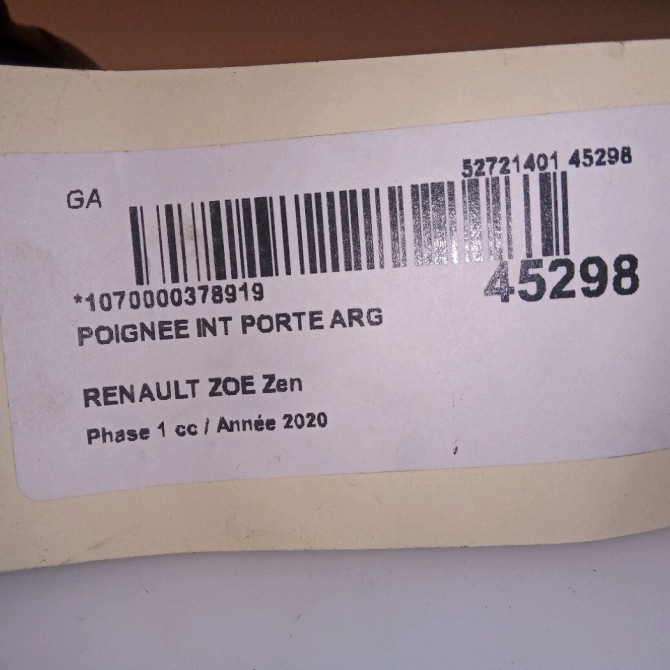 52721401 45298
GA
*1070000378919
45298
POIGNEE INT PORTE ARG
RENAULT ZOE Zen
Phase 1 cc / Année 2020